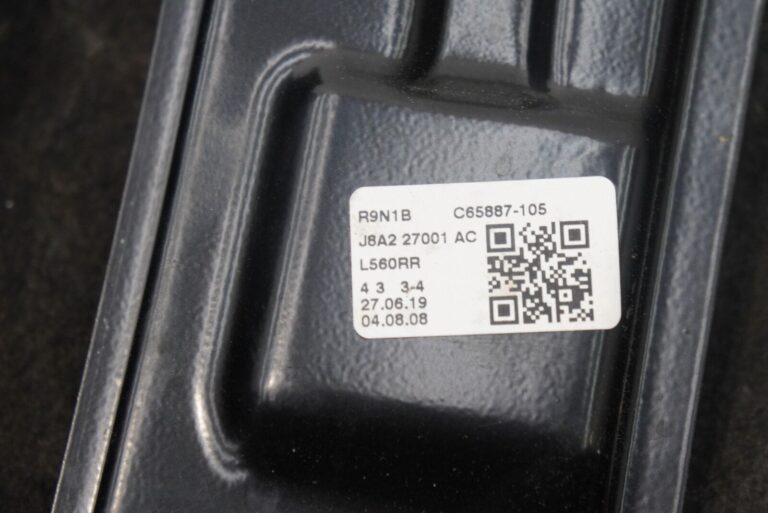 R9N1B C65887-105
J8A2 27001 AC
L560RR
4 3 3-4
27.06.19
04.08.08